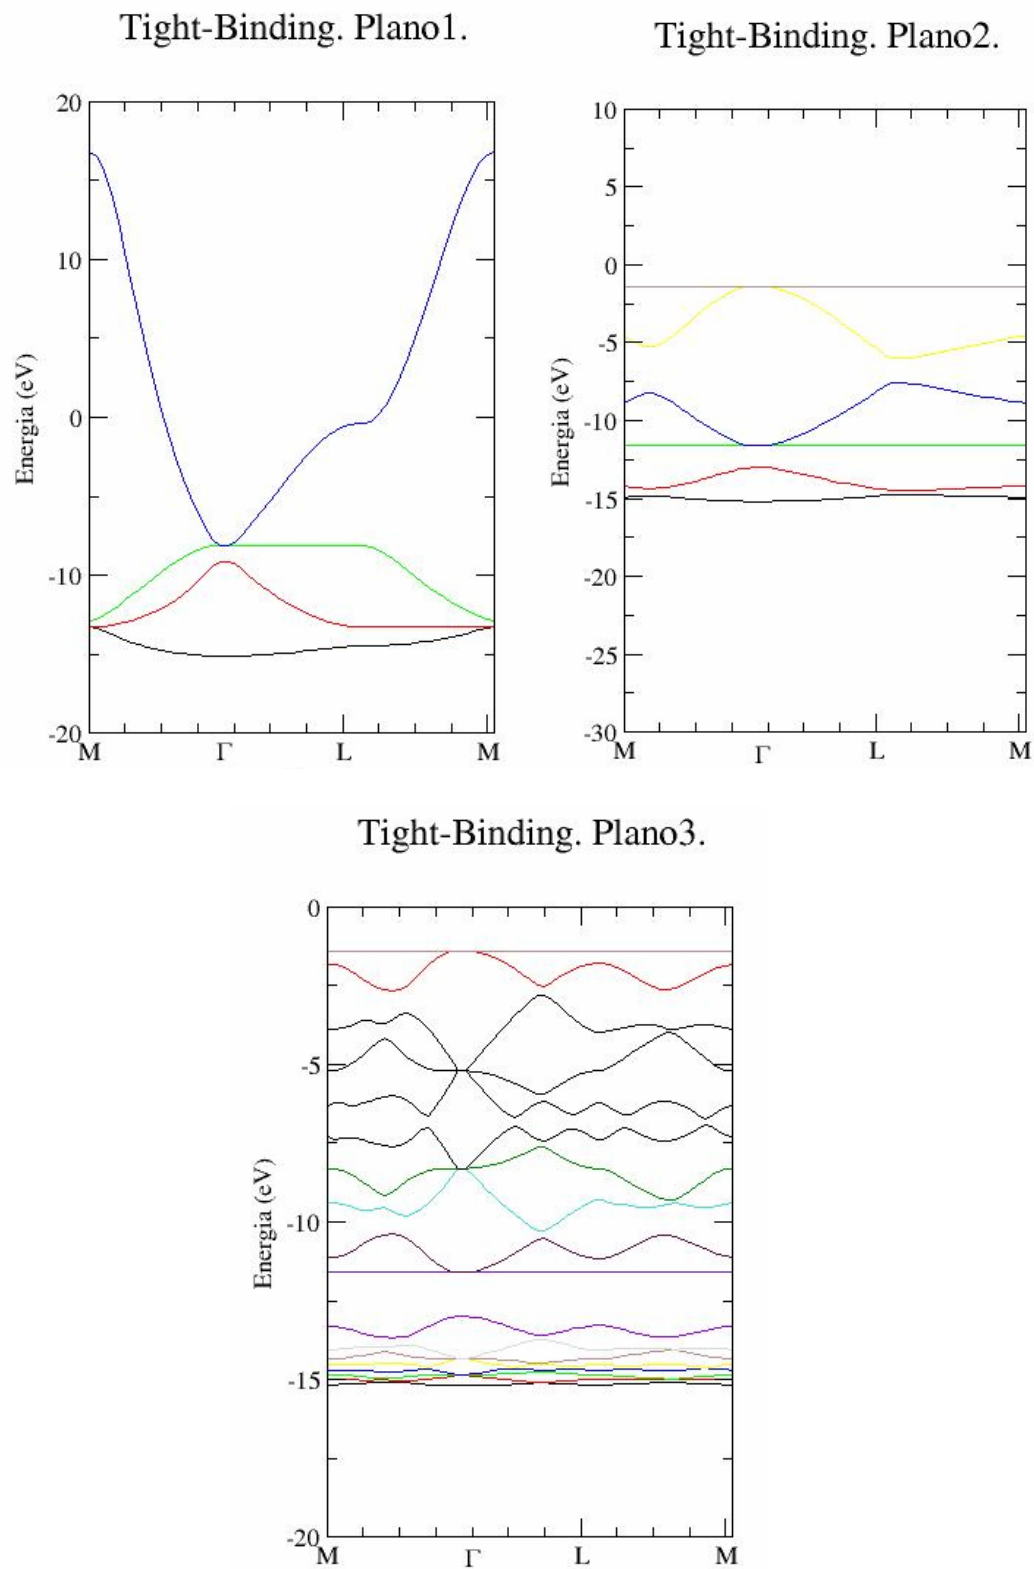 Tight-Binding. Plano1.
20
10
0
-10
-20
Energia (eV)
M Γ L M
Tight-Binding. Plano2.
10
5
0
-5
-10
-15
-20
-25
-30
Energia (eV)
M Γ L M
Tight-Binding. Plano3.
0
-5
-10
-15
-20
Energia (eV)
M Γ L M